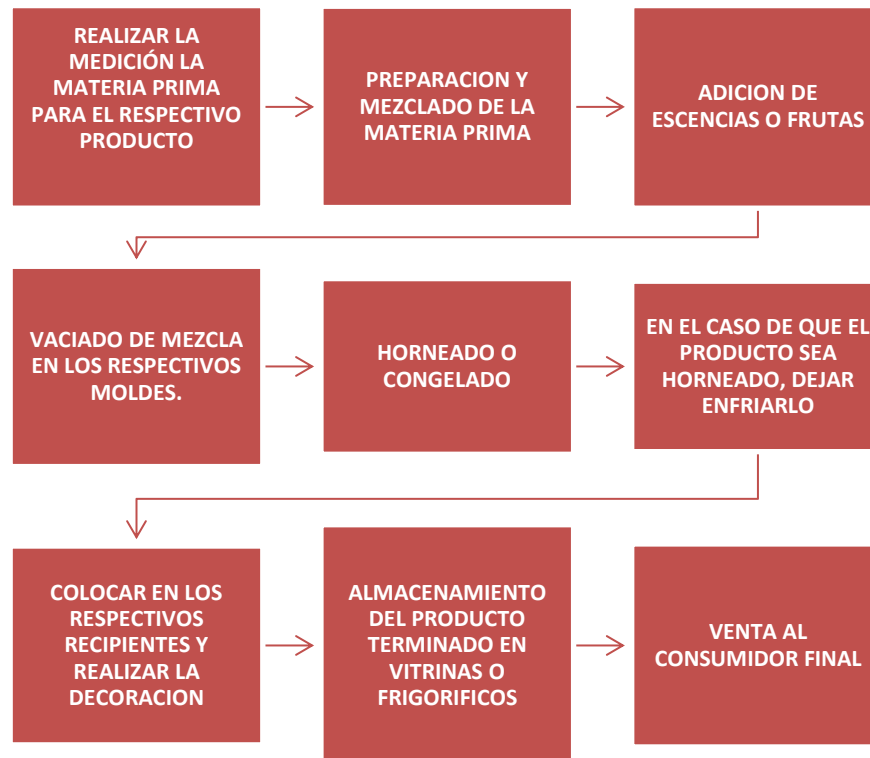 REALIZAR LA
MEDICIÓN LA
MATERIA PRIMA
PARA EL RESPECTIVO
PRODUCTO
PREPARACION Y
MEZCLADO DE LA
MATERIA PRIMA
ADICION DE
ESCENCIAS O FRUTAS
VACIADO DE MEZCLA
EN LOS RESPECTIVOS
MOLDES.
HORNEADO O
CONGELADO
EN EL CASO DE QUE EL
PRODUCTO SEA
HORNEADO, DEJAR
ENFRIARLO
COLOCAR EN LOS
RESPECTIVOS
RECIPIENTES Y
REALIZAR LA
DECORACION
ALMACENAMIENTO
DEL PRODUCTO
TERMINADO EN
VITRINAS O
FRIGORIFICOS
VENTA AL
CONSUMIDOR FINAL